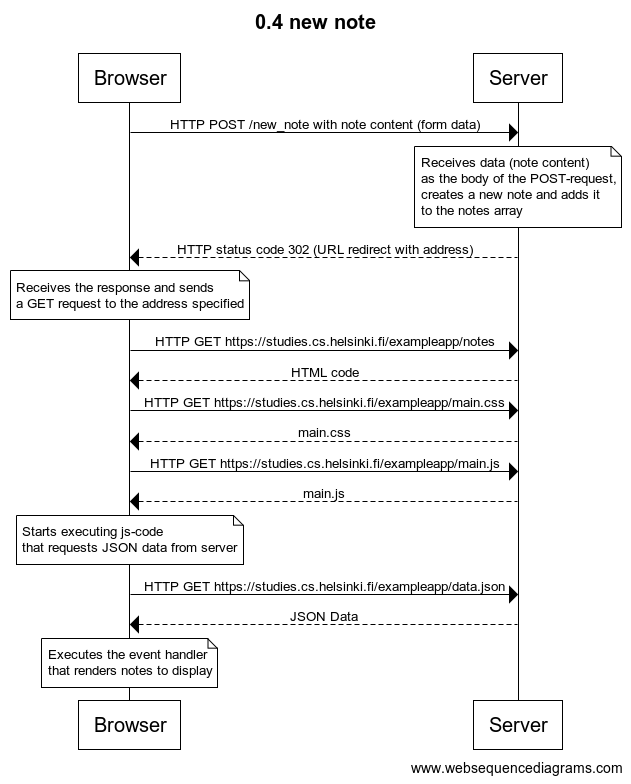 0.4 new note
Browser
Server
HTTP POST /new_note with note content (form data)
Receives data (note content)
as the body of the POST-request,
creates a new note and adds it
to the notes array
HTTP status code 302 (URL redirect with address)
Receives the response and sends
a GET request to the address specified
HTTP GET https://studies.cs.helsinki.fi/exampleapp/notes
HTML code
HTTP GET https://studies.cs.helsinki.fi/exampleapp/main.css
main.css
HTTP GET https://studies.cs.helsinki.fi/exampleapp/main.js
main.js
Starts executing js-code
that requests JSON data from server
HTTP GET https://studies.cs.helsinki.fi/exampleapp/data.json
JSON Data
Executes the event handler
that renders notes to display
Browser
Server
www.websequencediagrams.com